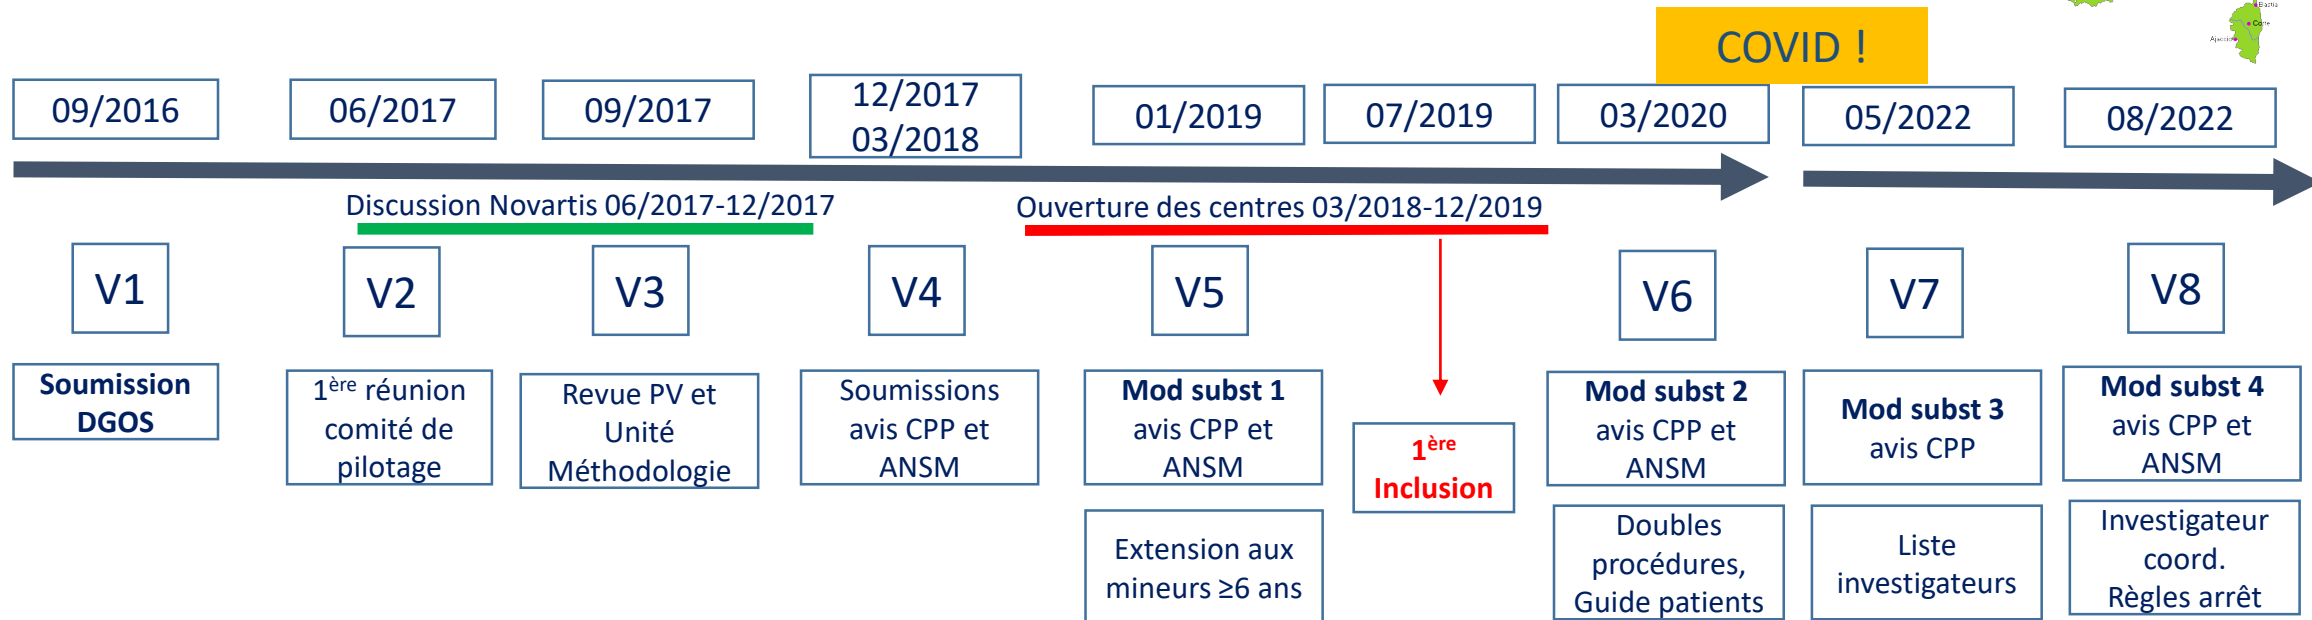 Bastia
Corte
Ajaccio
COVID !
09/2016
06/2017
09/2017
12/2017
03/2018
01/2019
07/2019
03/2020
05/2022
08/2022
Discussion Novartis 06/2017-12/2017
Ouverture des centres 03/2018-12/2019
V1
V2
V3
V4
V5
V6
V7
V8
Soumission
DGOS
1ère réunion
comité de
pilotage
Revue PV et
Unité
Méthodologie
Soumissions
avis CPP et
ANSM
Mod subst 1
avis CPP et
ANSM
Extension aux
mineurs ≥6 ans
1ère
Inclusion
Mod subst 2
avis CPP et
ANSM
Doubles
procédures,
Guide patients
Mod subst 3
avis CPP
Liste
investigateurs
Mod subst 4
avis CPP et
ANSM
Investigateur
coord.
Règles arrêt